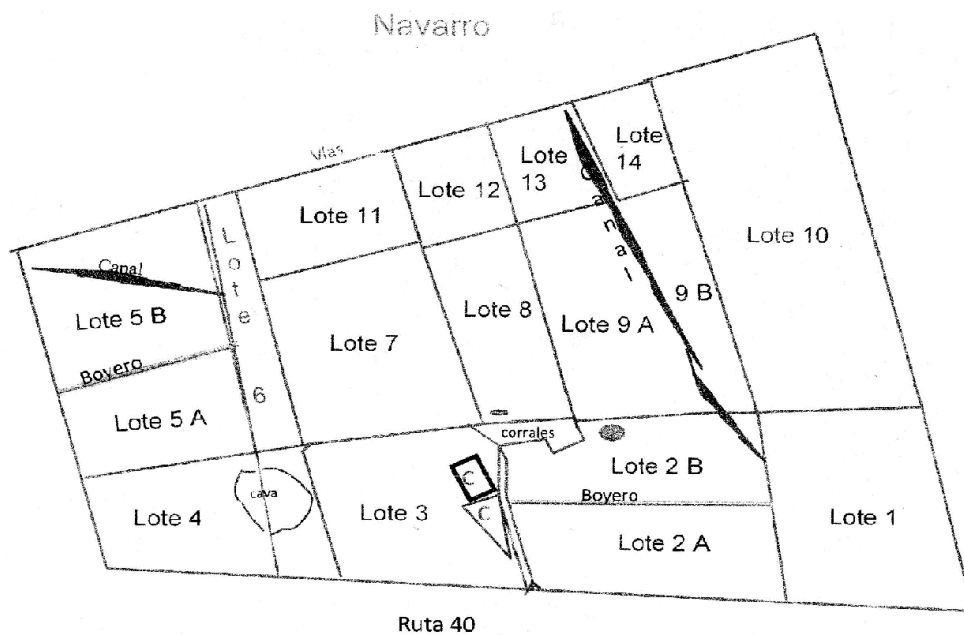 Navarro
Vías
Lote
14
Lote
13
Lote 12
Lote 11
Canal
Lote 10
Lote 6
Canal
9 B
Lote 8
Lote 9 A
Lote 5 B
Lote 7
Boyero
Lote 5 A
corrales
Lote 2 B
C
cava
Boyero
Lote 4
Lote 3
C
Lote 1
Lote 2 A
A
Ruta 40